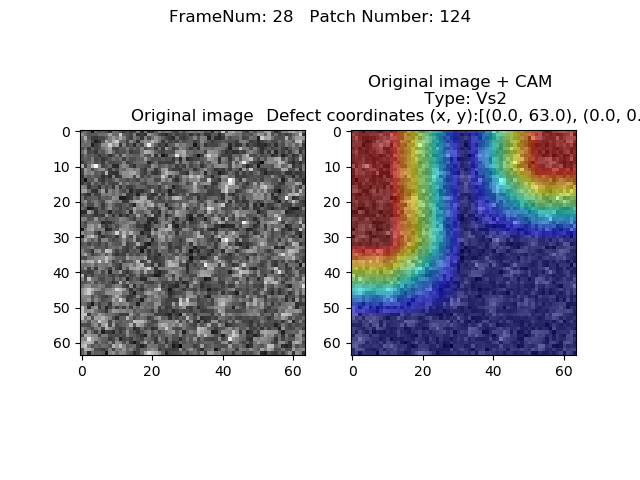 FrameNum: 28   Patch Number: 124
Original image + CAM
Type: Vs2
Original image
Defect coordinates (x, y):[(0.0, 63.0), (0.0, 0.
0
10
20
30
40
50
60
0 20 40 60
0
10
20
30
40
50
60
0 20 40 60